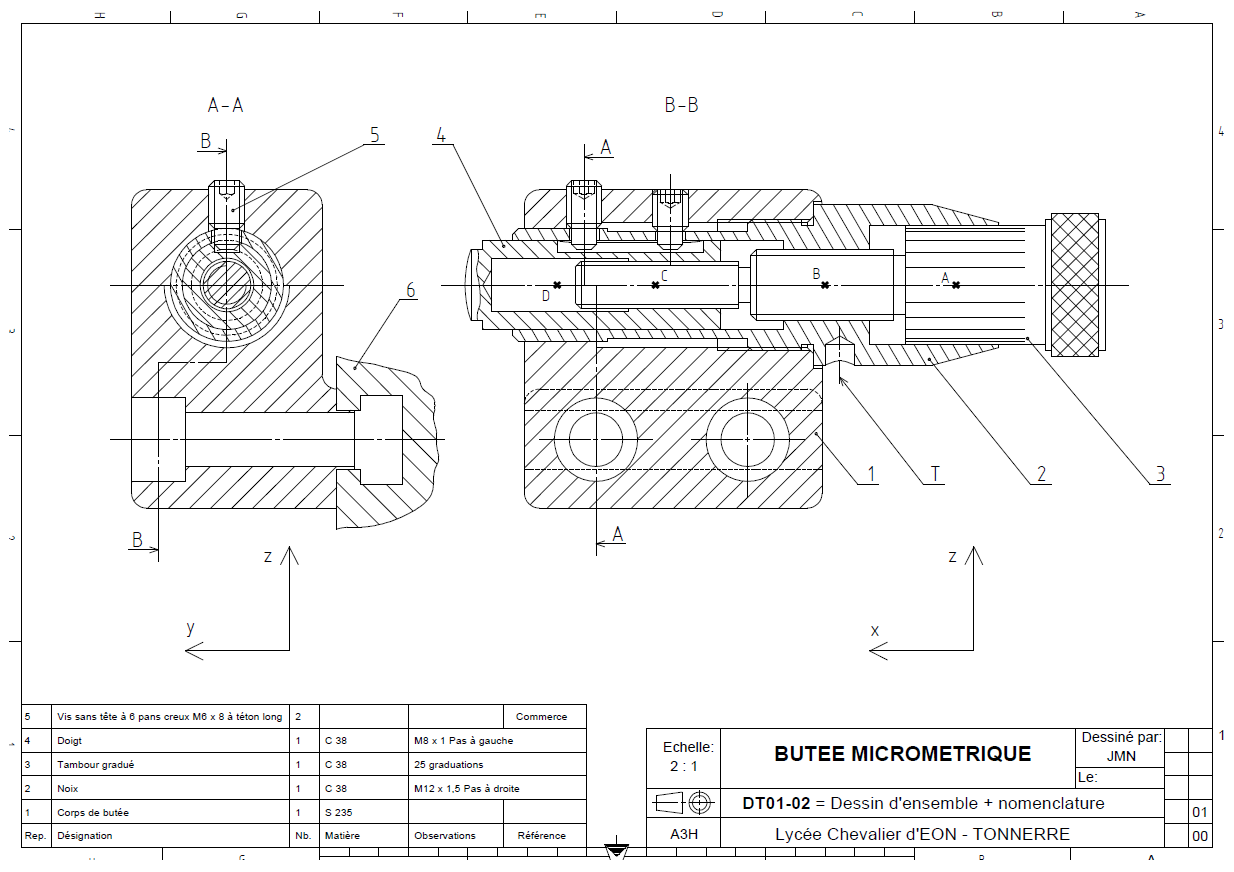 H G F E D C B A
A-A
B-B
B
5
4
A
4
6
D
C
B
A
3
1
T
2
3
B
A
2
z
z
y
x
5 Vis sans tête à 6 pans creux M6 x 8 à téton long 2 Commerce
4 Doigt 1 C 38 M8 x 1 Pas à gauche
3 Tambour gradué 1 C 38 25 graduations
2 Noix 1 C 38 M12 x 1,5 Pas à droite
1 Corps de butée 1 S 235
Rep. Désignation Nb. Matière Observations Référence
1
Echelle:
2 : 1
BUTEE MICROMETRIQUE
Dessiné par:
JMN
Le:
DT01-02 = Dessin d'ensemble + nomenclature
01
A3H
Lycée Chevalier d'EON - TONNERRE
00
G
B
A